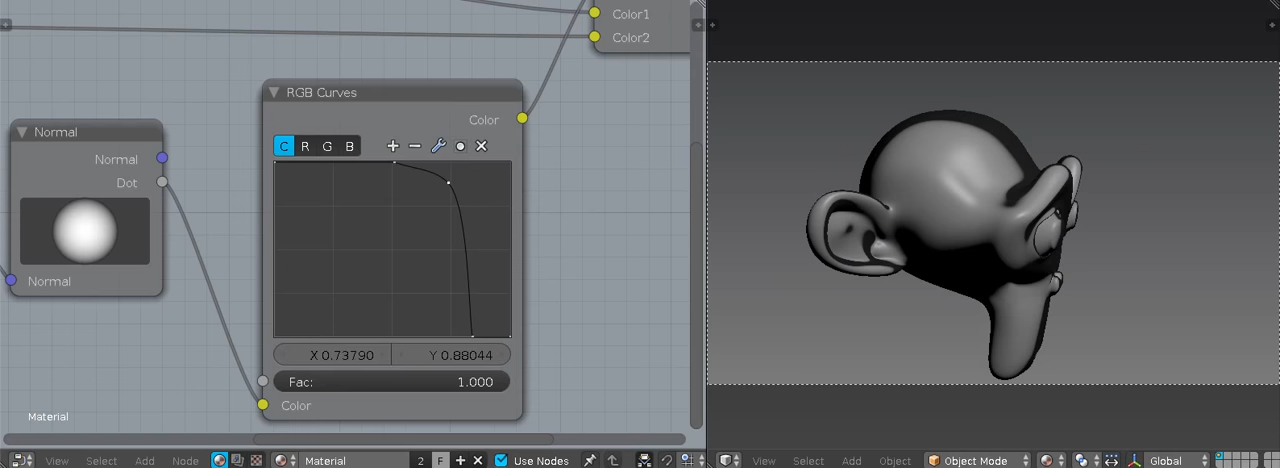 Color1
Color2
RGB Curves
Color
C R G B
Normal
Normal
Dot
Normal
X 0.73790 Y 0.88044
Fac: 1.000
Color
Material
View Select Add Node Material 2 F Use Nodes
View Select Add Object Object Mode Global